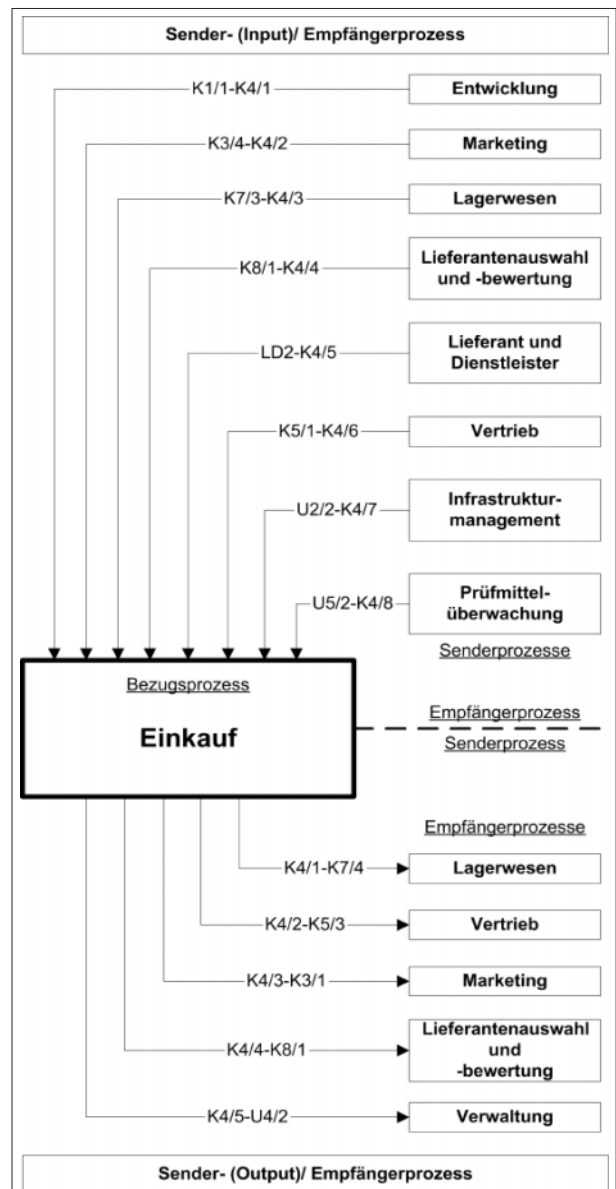 Sender- (Input)/ Empfängerprozess
K1/1-K4/1
Entwicklung
K3/4-K4/2
Marketing
K7/3-K4/3
Lagerwesen
K8/1-K4/4
Lieferantenauswahl
und -bewertung
LD2-K4/5
Lieferant und
Dienstleister
K5/1-K4/6
Vertrieb
U2/2-K4/7
Infrastruktur-
management
U5/2-K4/8
Prüfmittel-
überwachung
Senderprozesse
Bezugsprozess
Einkauf
Empfängerprozess
Senderprozess
Empfängerprozesse
K4/1-K7/4
Lagerwesen
K4/2-K5/3
Vertrieb
K4/3-K3/1
Marketing
K4/4-K8/1
Lieferantenauswahl
und
-bewertung
K4/5-U4/2
Verwaltung
Sender- (Output)/ Empfängerprozess